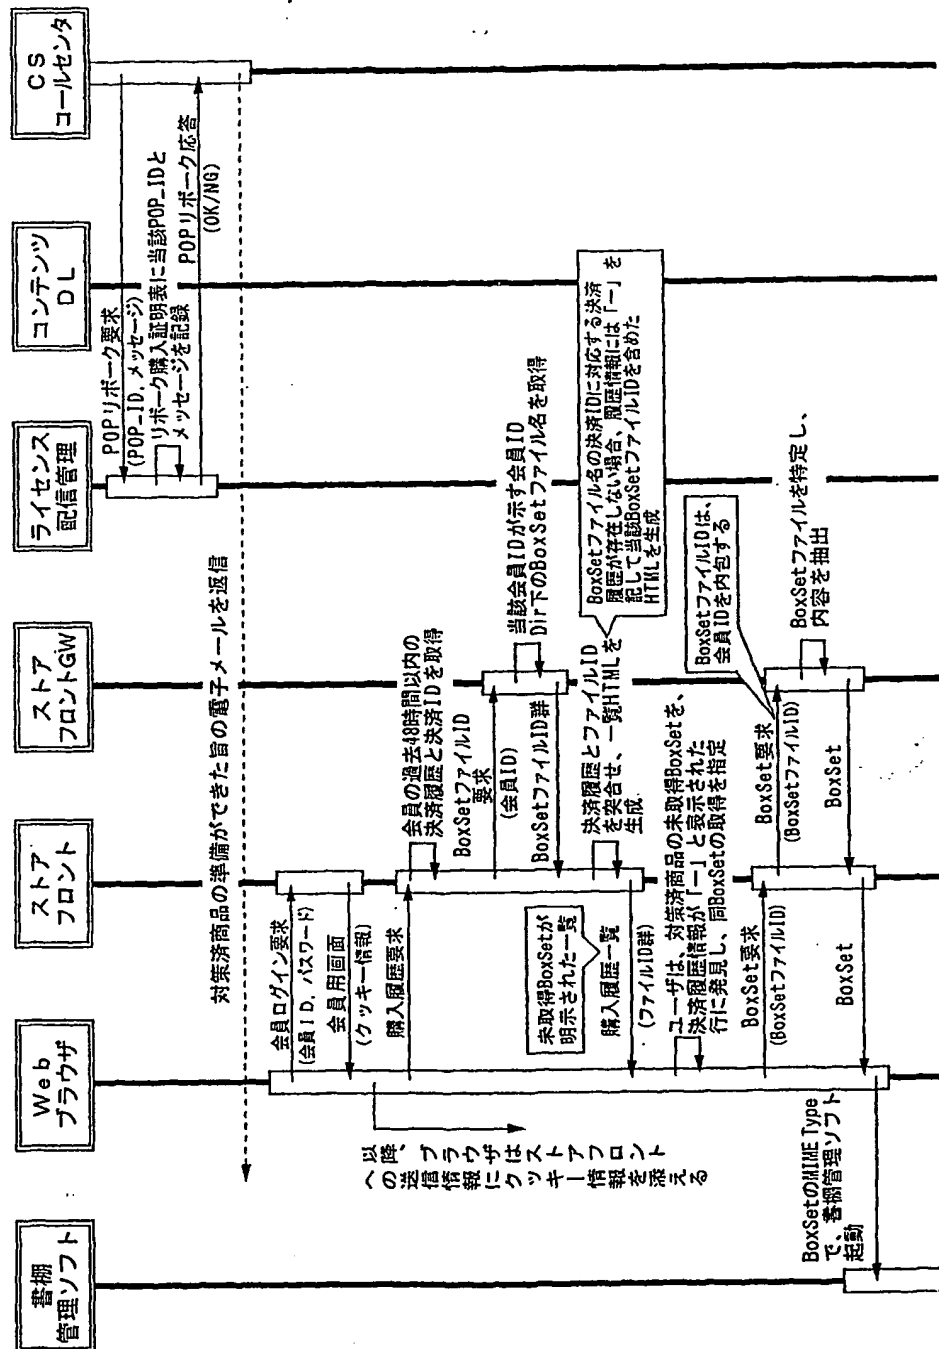 書棚
管理ソフト
Web
ブラウザ
ストア
フロント
ストア
フロントGW
ライセンス
配信管理
コンテンツ
DL
CS
コールセンタ
POPリボーク要求
(POP_ID, メッセージ)
リボーク購入証明表に当該POP_IDと
メッセージを記録
POPリボーク応答
(OK/NG)
対策済商品の準備ができた旨の電子メールを返信
会員ログイン要求
(会員ID, パスワード)
会員用画面
(クッキー情報)
以降、ブラウザはストアフロント
への送信情報にクッキー情報を添える
購入履歴要求
会員の過去48時間以内の
決済履歴と決済IDを取得
BoxSetファイルID
要求
(会員ID)
当該会員IDが示す会員ID
Dir下のBoxSetファイル名を取得
BoxSetファイルID群
決済履歴とファイルID
を突合せ、一覧HTMLを
生成
BoxSetファイル名の決済IDに対応する決済
履歴が存在しない場合、履歴情報には「―」を
記して当該BoxSetファイルIDを含めた
HTMLを生成
未取得BoxSetが
明示された一覧
購入履歴一覧
(ファイルID群)
ユーザは、対策済商品の未取得BoxSetを、
決済履歴情報が「―」と表示された
行に発見し、同BoxSetの取得を指定
BoxSet要求
(BoxSetファイルID)
BoxSet要求
(BoxSetファイルID)
BoxSetファイルIDは、
会員IDを内包する
BoxSetファイルを特定し、
内容を抽出
BoxSet
BoxSet
BoxSetのMIME Type
で、書棚管理ソフト
起動